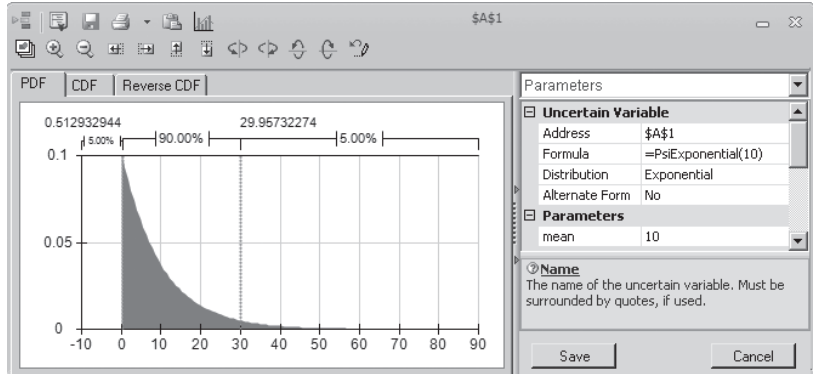 $A$1
PDF CDF Reverse CDF
0.512932944 29.95732274
5.00% 90.00% 5.00%
0.1
0.05
0
-10 0 10 20 30 40 50 60 70 80 90
Parameters
Uncertain Variable
Address $A$1
Formula =PsiExponential(10)
Distribution Exponential
Alternate Form No
Parameters
mean 10
Name
The name of the uncertain variable. Must be
surrounded by quotes, if used.
Save Cancel